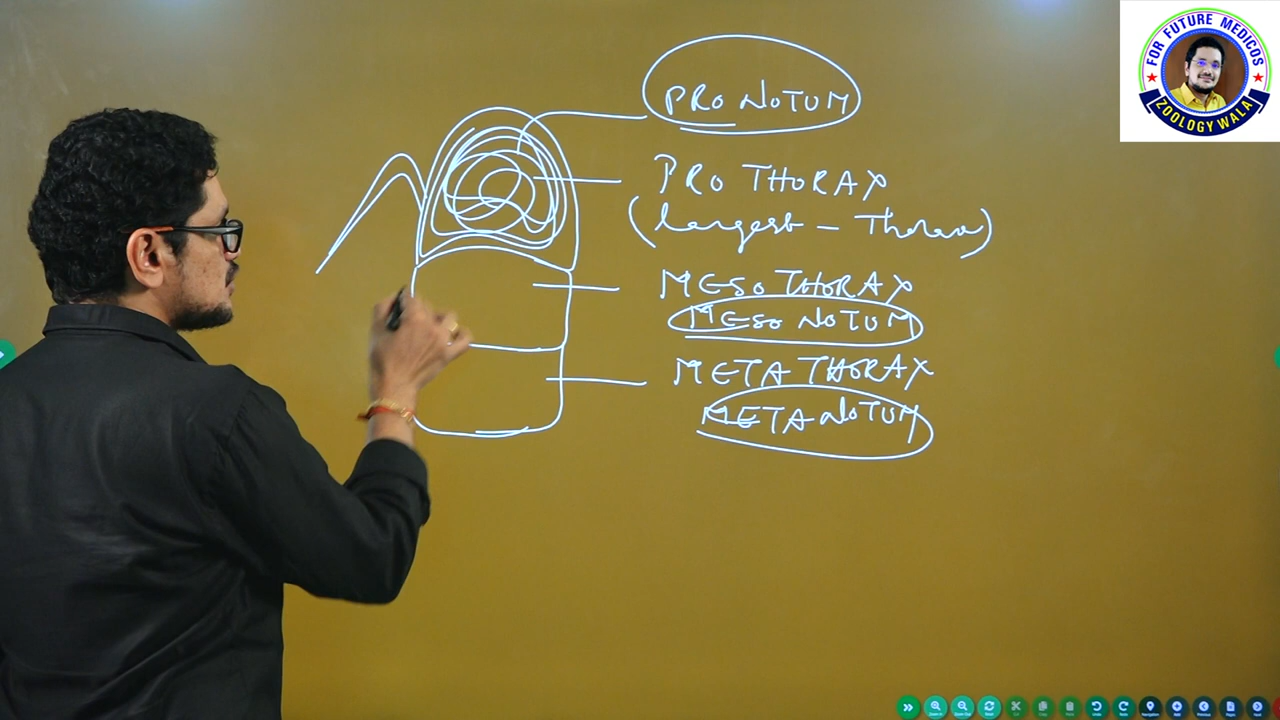 PRO NOTUM
PRO THORAX
(largest - Thorax)
MESO THORAX
MESO NOTUM
META THORAX
META NOTUM
FOR FUTURE MEDICOS
ZOOLOGY WALA